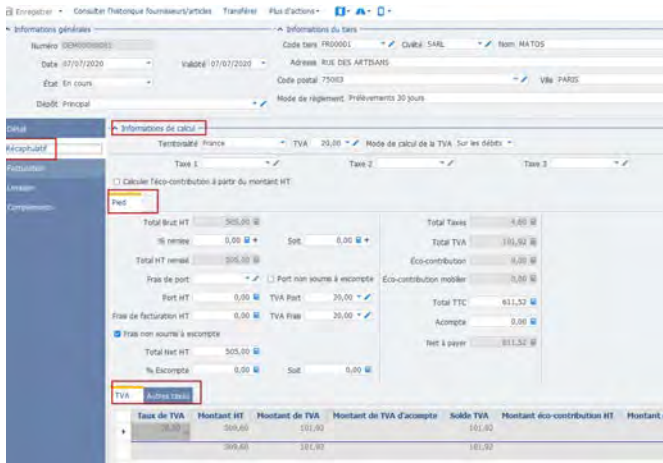 Enregistrer Consulter l'historique fournisseurs/articles Transférer Plus d'actions
Informations générales Informations du tiers
Numéro Code tiers FR00001 Civilité SARL Nom MATOS
Date 07/07/2020 Validité 07/07/2020 Adresse RUE DES ARTISANS
État En cours Code postal 75003 Ville PARIS
Dépôt Principal Mode de règlement Prélèvements 30 jours
Détail Informations de calcul
Récapitulatif Territorialité France TVA 20,00 Mode de calcul de la TVA Sur les débits
Facturation Taxe 1 Taxe 2 Taxe 3
Livraison Calculer l'éco-contribution à partir du montant HT
Compléments Pied
Total Brut HT 505,00 Total Taxes 4,60
% remise 0,00 Soit 0,00 Total TVA 101,92
Total HT remisé 505,00 Éco-contribution 0,00
Frais de port Port non soumis à escompte Éco-contribution mobilier 0,00
Port HT 0,00 TVA Port 20,00 Total TTC 611,52
Frais de facturation HT 0,00 TVA Frais 20,00 Acompte 0,00
Frais non soumis à escompte Net à payer 611,52
Total Net HT 505,00
% Escompte 0,00 Soit 0,00
TVA Autres taxes
Taux de TVA Montant HT Montant de TVA Montant de TVA d'acompte Solde TVA Montant éco-contribution HT Montant
20,00 509,60 101,92 101,92
509,60 101,92 101,92